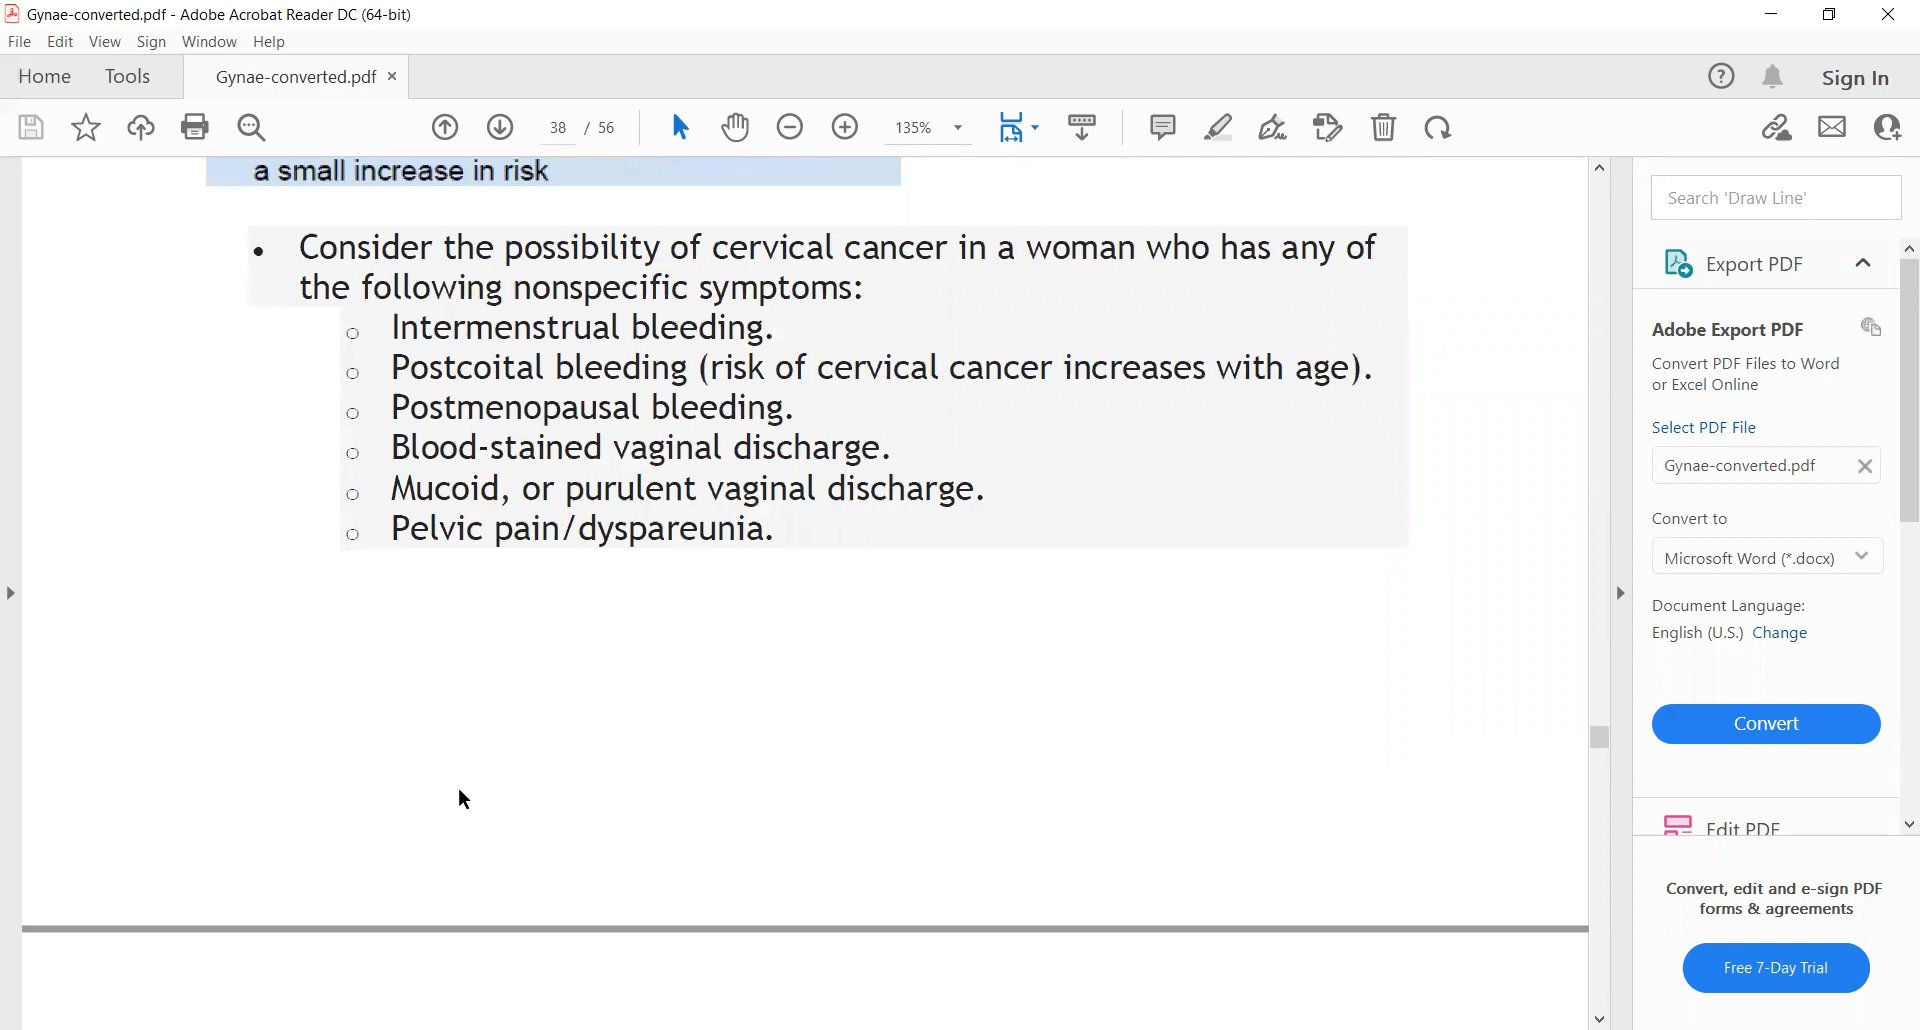 Gynae-converted.pdf - Adobe Acrobat Reader DC (64-bit)
File Edit View Sign Window Help
Home Tools Gynae-converted.pdf × Sign In
38 / 56 135%
a small increase in risk
• Consider the possibility of cervical cancer in a woman who has any of
the following nonspecific symptoms:
o Intermenstrual bleeding.
o Postcoital bleeding (risk of cervical cancer increases with age).
o Postmenopausal bleeding.
o Blood-stained vaginal discharge.
o Mucoid, or purulent vaginal discharge.
o Pelvic pain/dyspareunia.
Search 'Draw Line'
Export PDF
Adobe Export PDF
Convert PDF Files to Word
or Excel Online
Select PDF File
Gynae-converted.pdf
Convert to
Microsoft Word (*.docx)
Document Language:
English (U.S.) Change
Convert
Edit PDF
Convert, edit and e-sign PDF
forms & agreements
Free 7-Day Trial